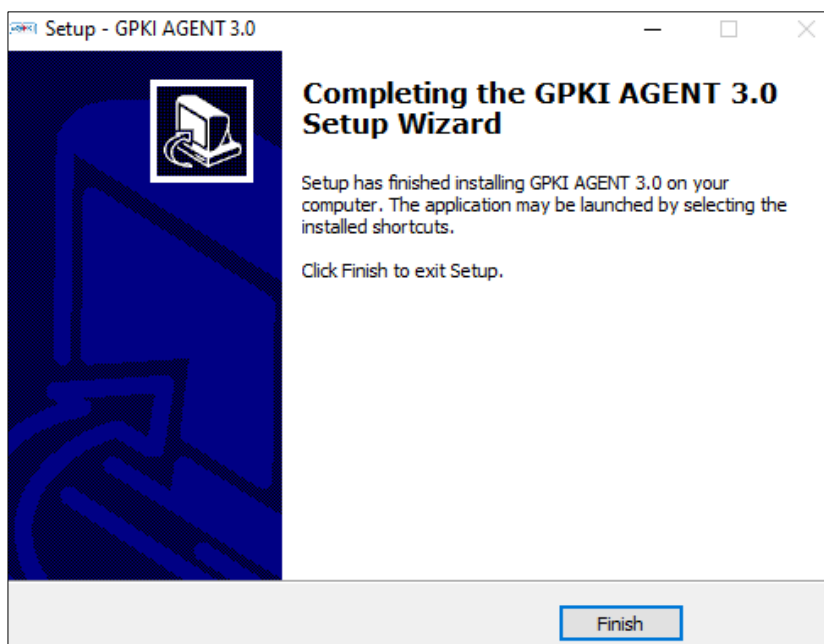 Setup - GPKI AGENT 3.0
Completing the GPKI AGENT 3.0
Setup Wizard
Setup has finished installing GPKI AGENT 3.0 on your
computer. The application may be launched by selecting the
installed shortcuts.
Click Finish to exit Setup.
Finish